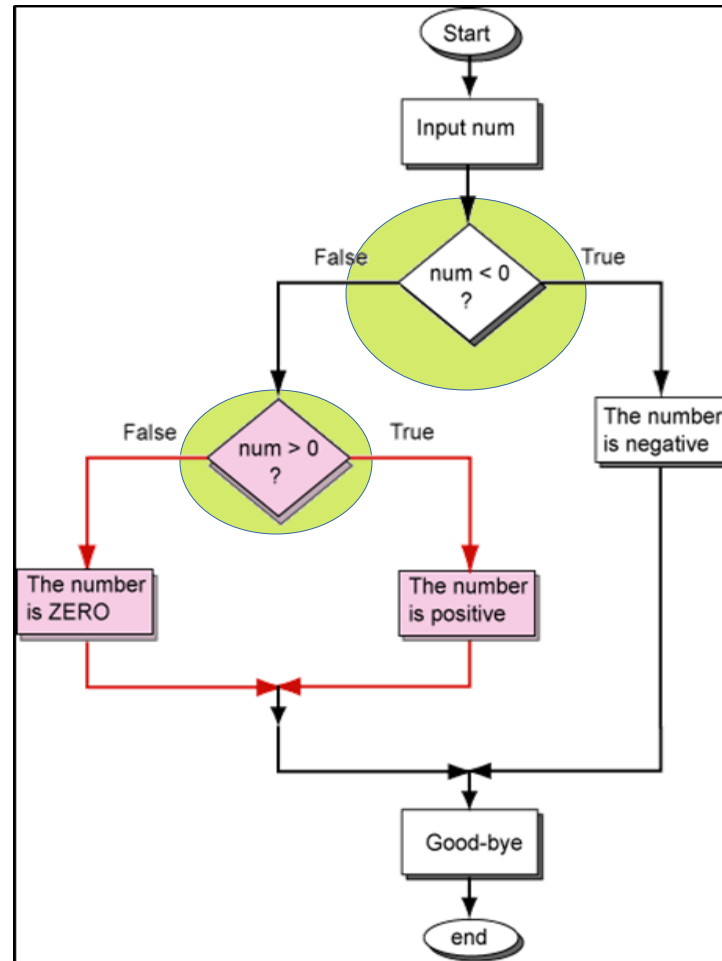 Start
Input num
False
True
num < 0
?
False
True
num > 0
?
The number
is negative
The number
is ZERO
The number
is positive
Good-bye
end